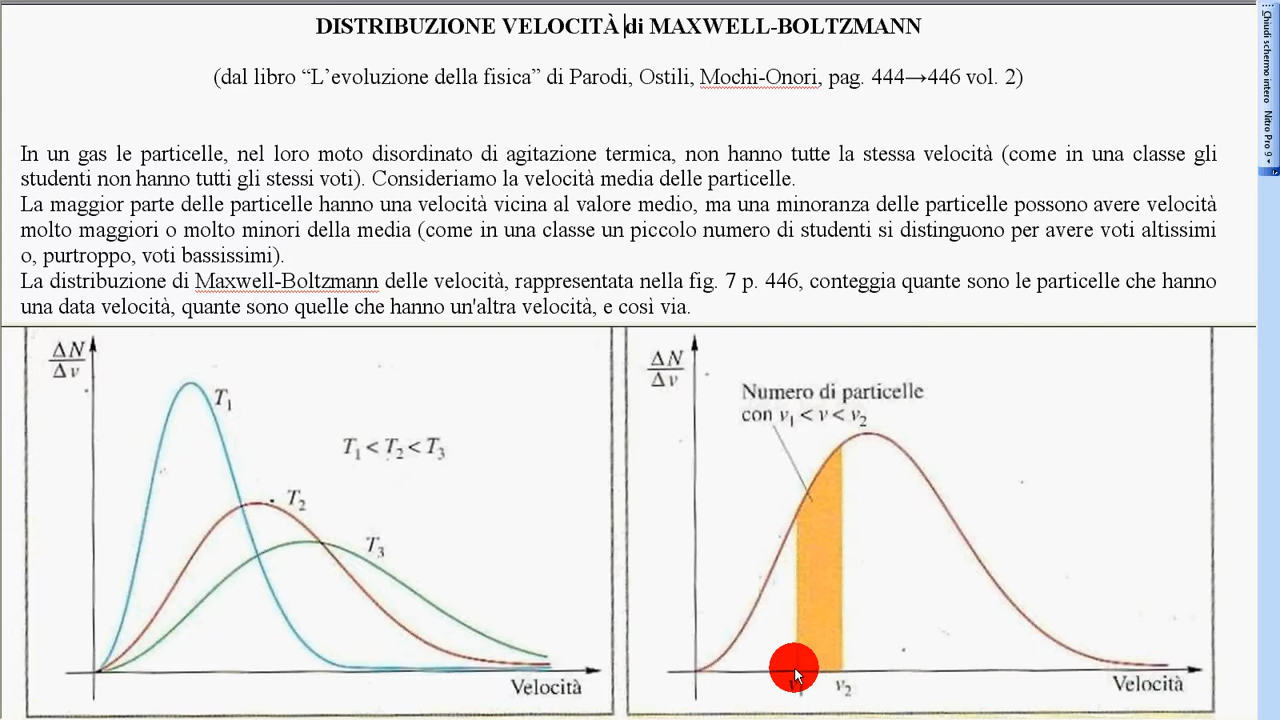 DISTRIBUZIONE VELOCITÀ di MAXWELL-BOLTZMANN
(dal libro “L’evoluzione della fisica” di Parodi, Ostili, Mochi-Onori, pag. 444→446 vol. 2)
In un gas le particelle, nel loro moto disordinato di agitazione termica, non hanno tutte la stessa velocità (come in una classe gli
studenti non hanno tutti gli stessi voti). Consideriamo la velocità media delle particelle.
La maggior parte delle particelle hanno una velocità vicina al valore medio, ma una minoranza delle particelle possono avere velocità
molto maggiori o molto minori della media (come in una classe un piccolo numero di studenti si distinguono per avere voti altissimi
o, purtroppo, voti bassissimi).
La distribuzione di Maxwell-Boltzmann delle velocità, rappresentata nella fig. 7 p. 446, conteggia quante sono le particelle che hanno
una data velocità, quante sono quelle che hanno un'altra velocità, e così via.
ΔN
Δv
T₁
T₁ < T₂ < T₃
T₂
T₃
Velocità
ΔN
Δv
Numero di particelle
con v₁ < v < v₂
v₁ v₂
Velocità
Chiudi schermo intero
Nitro Pro 9